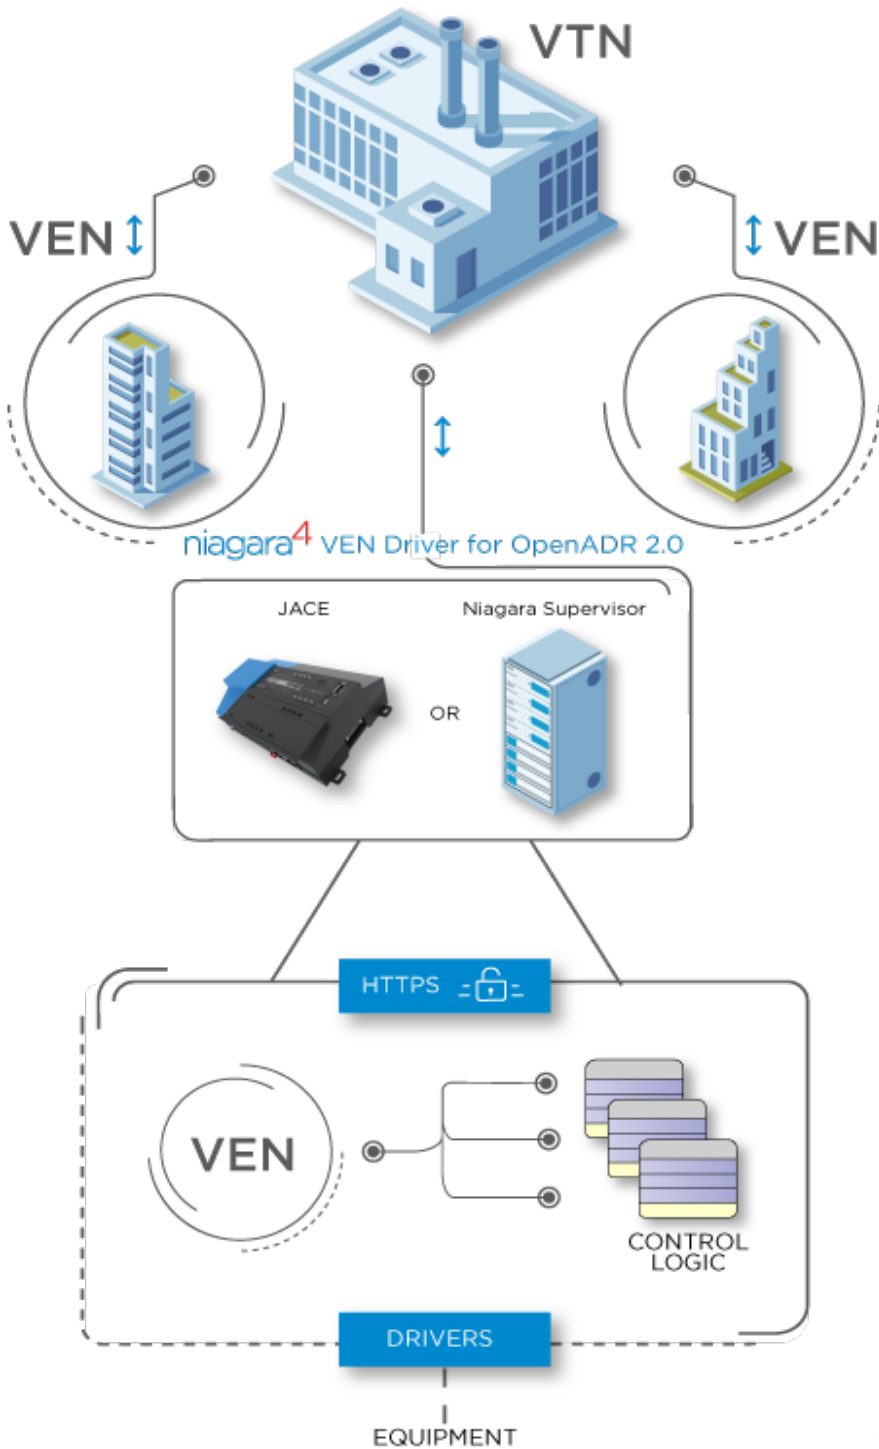 VTN
VEN
VEN
niagara4 VEN Driver for OpenADR 2.0
JACE
Niagara Supervisor
OR
HTTPS
VEN
CONTROL
LOGIC
DRIVERS
EQUIPMENT